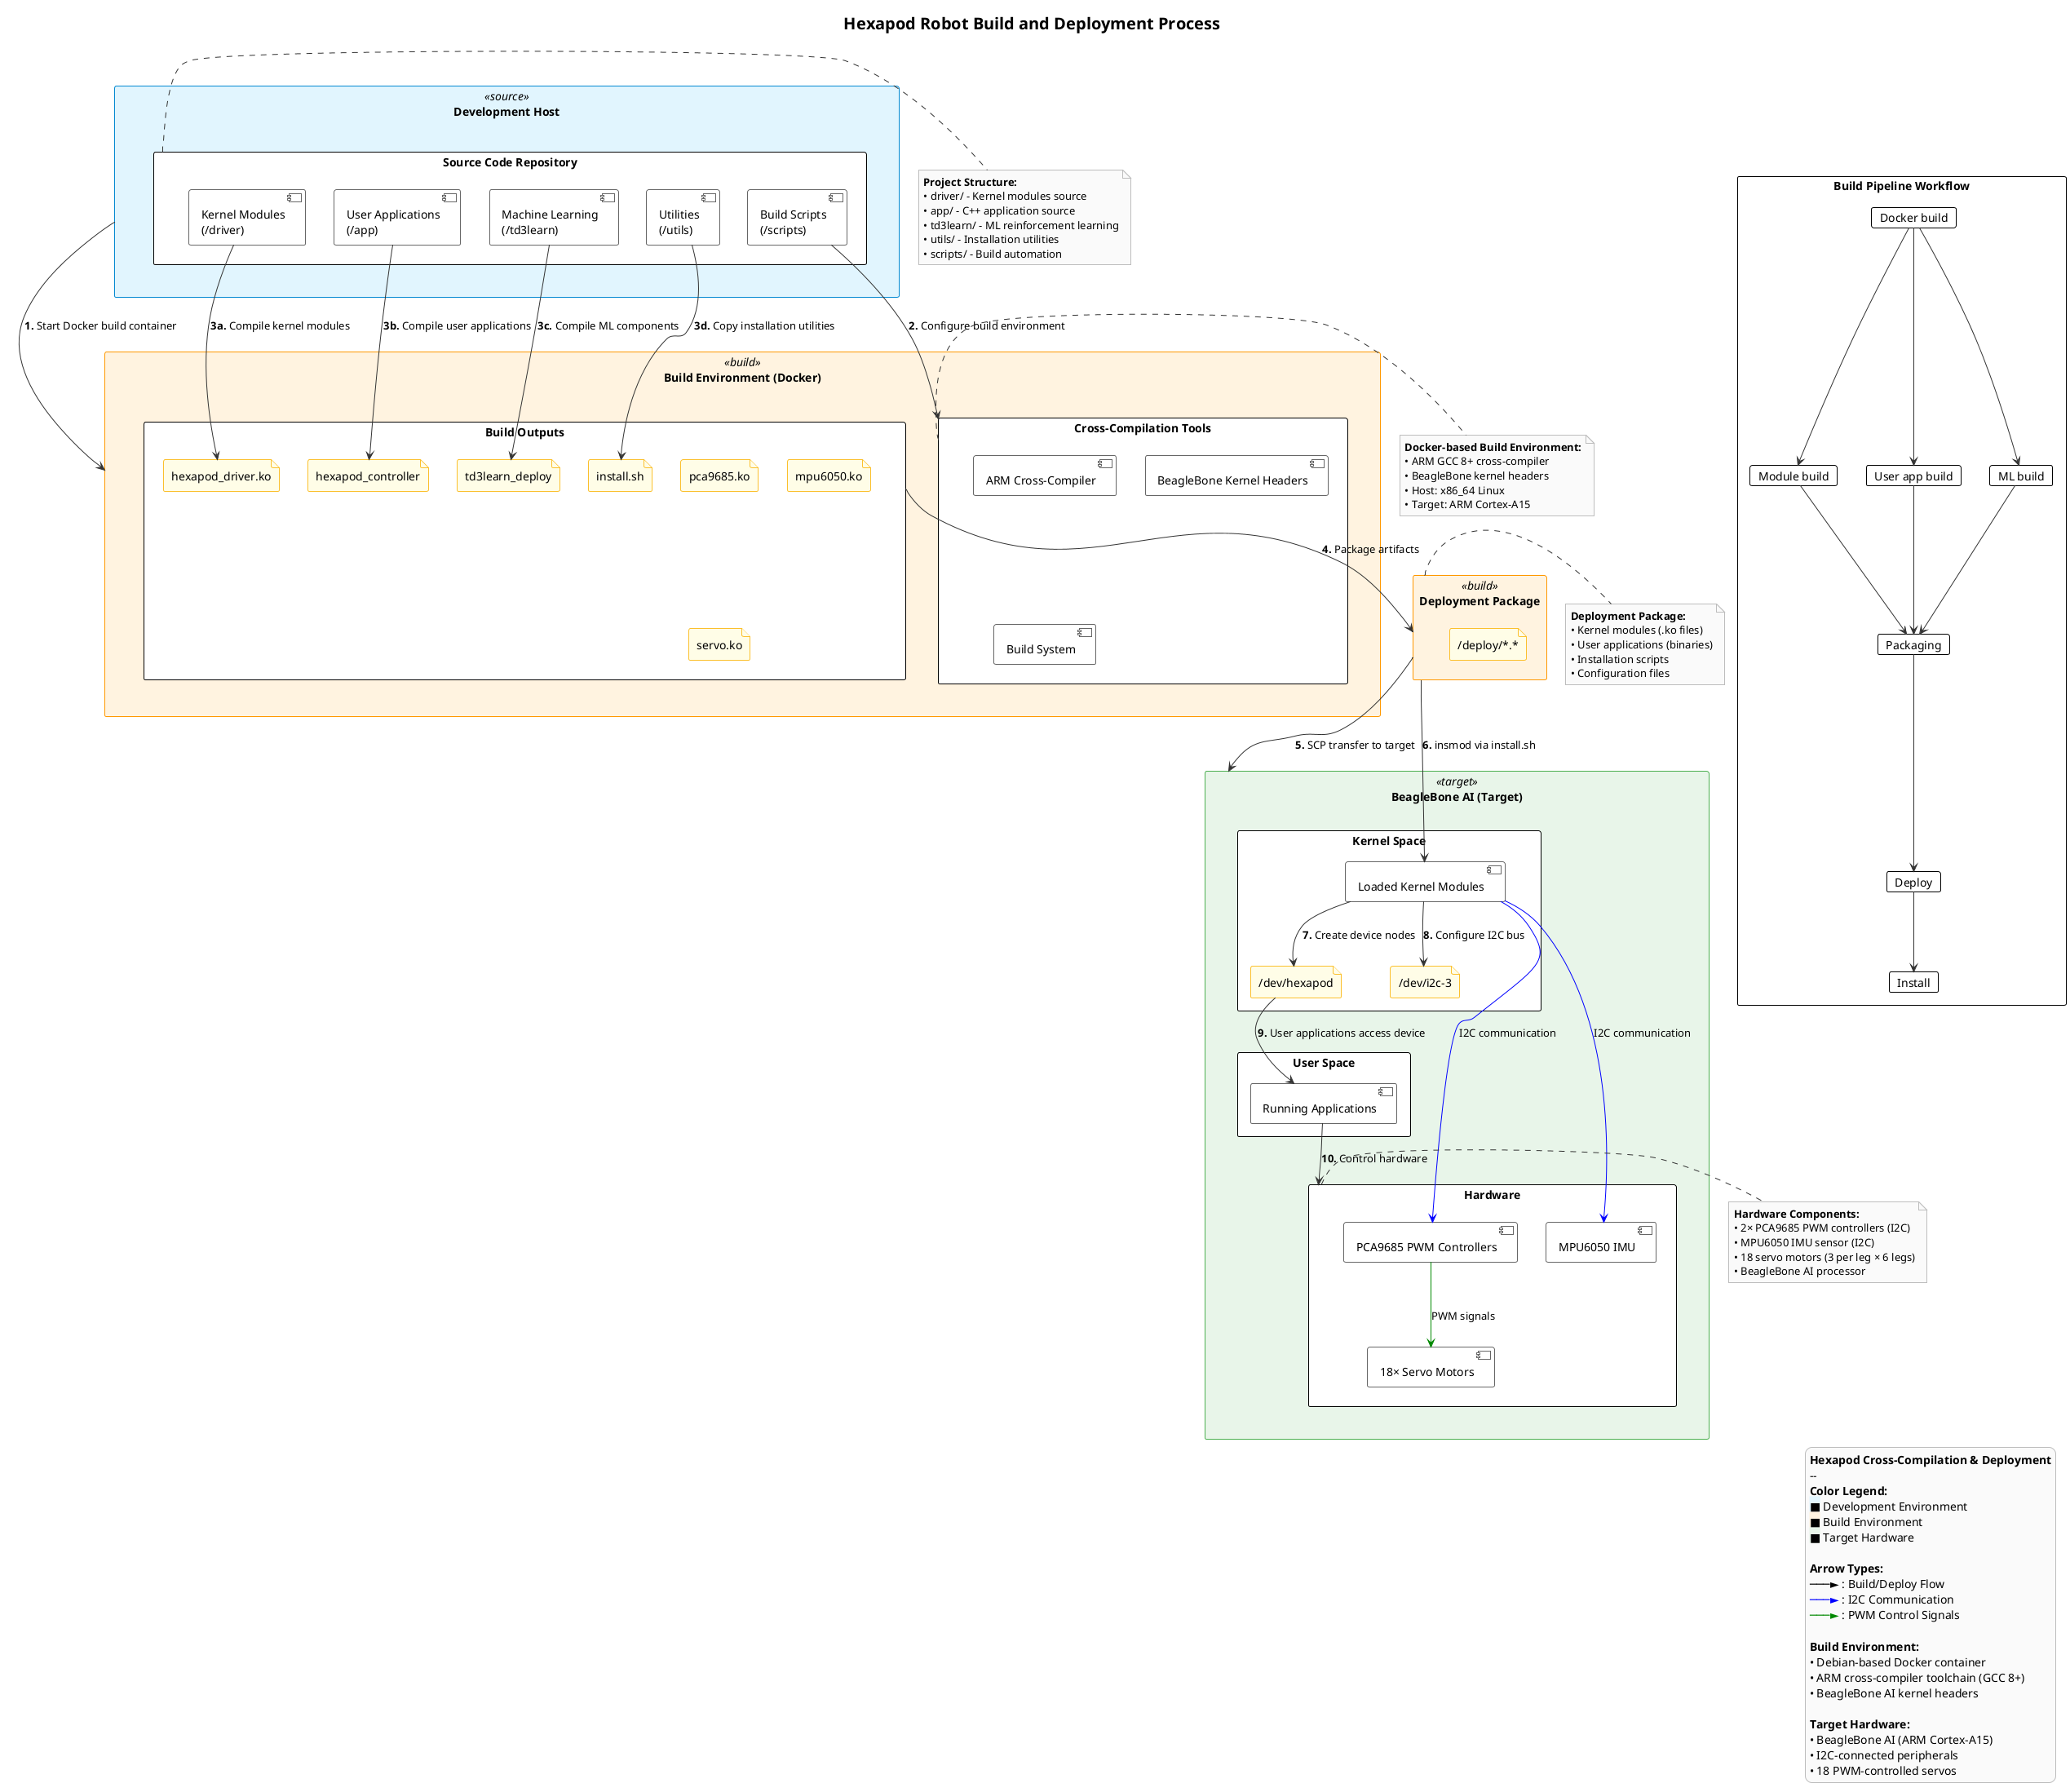 Hexapod Robot Build and Deployment Process
«source»
Development Host
Source Code Repository
Kernel Modules
(/driver)
User Applications
(/app)
Machine Learning
(/td3learn)
Utilities
(/utils)
Build Scripts
(/scripts)
Project Structure:
• driver/ - Kernel modules source
• app/ - C++ application source
• td3learn/ - ML reinforcement learning
• utils/ - Installation utilities
• scripts/ - Build automation
1. Start Docker build container
3a. Compile kernel modules
3b. Compile user applications
3c. Compile ML components
3d. Copy installation utilities
2. Configure build environment
«build»
Build Environment (Docker)
Build Outputs
hexapod_driver.ko
hexapod_controller
td3learn_deploy
install.sh
pca9685.ko
mpu6050.ko
servo.ko
Cross-Compilation Tools
ARM Cross-Compiler
BeagleBone Kernel Headers
Build System
Docker-based Build Environment:
• ARM GCC 8+ cross-compiler
• BeagleBone kernel headers
• Host: x86_64 Linux
• Target: ARM Cortex-A15
4. Package artifacts
«build»
Deployment Package
/deploy/*.*
Deployment Package:
• Kernel modules (.ko files)
• User applications (binaries)
• Installation scripts
• Configuration files
5. SCP transfer to target
6. insmod via install.sh
«target»
BeagleBone AI (Target)
Kernel Space
Loaded Kernel Modules
7. Create device nodes
8. Configure I2C bus
/dev/hexapod
/dev/i2c-3
9. User applications access device
I2C communication
I2C communication
User Space
Running Applications
10. Control hardware
Hardware
PCA9685 PWM Controllers
MPU6050 IMU
PWM signals
18× Servo Motors
Hardware Components:
• 2× PCA9685 PWM controllers (I2C)
• MPU6050 IMU sensor (I2C)
• 18 servo motors (3 per leg × 6 legs)
• BeagleBone AI processor
Build Pipeline Workflow
Docker build
Module build
User app build
ML build
Packaging
Deploy
Install
Hexapod Cross-Compilation & Deployment
--
Color Legend:
■ Development Environment
■ Build Environment
■ Target Hardware
Arrow Types:
──► : Build/Deploy Flow
──► : I2C Communication
──► : PWM Control Signals
Build Environment:
• Debian-based Docker container
• ARM cross-compiler toolchain (GCC 8+)
• BeagleBone AI kernel headers
Target Hardware:
• BeagleBone AI (ARM Cortex-A15)
• I2C-connected peripherals
• 18 PWM-controlled servos